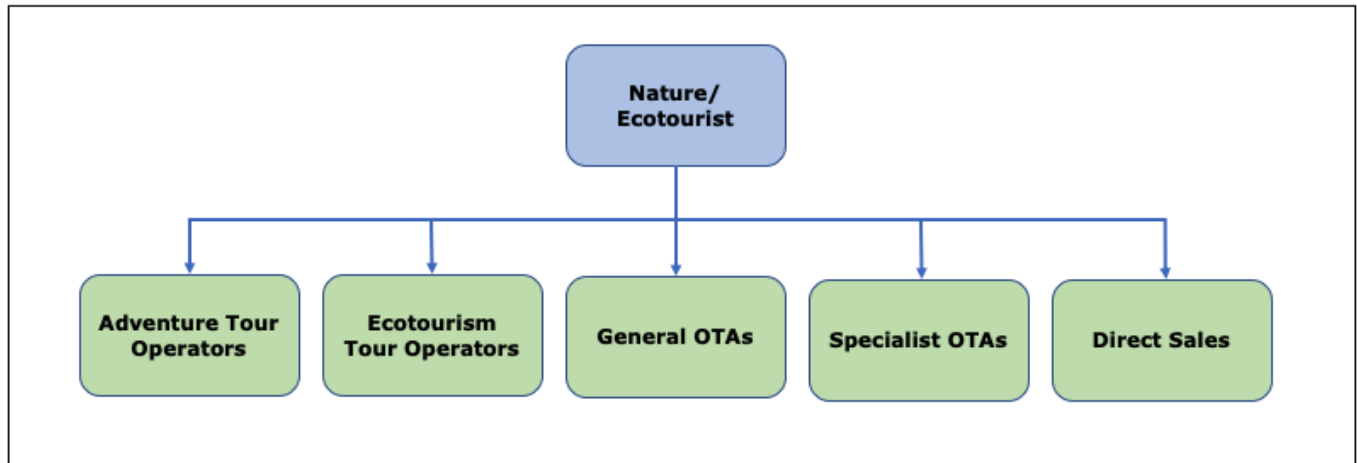 Nature/
Ecotourist
Adventure Tour
Operators
Ecotourism
Tour Operators
General OTAs
Specialist OTAs
Direct Sales